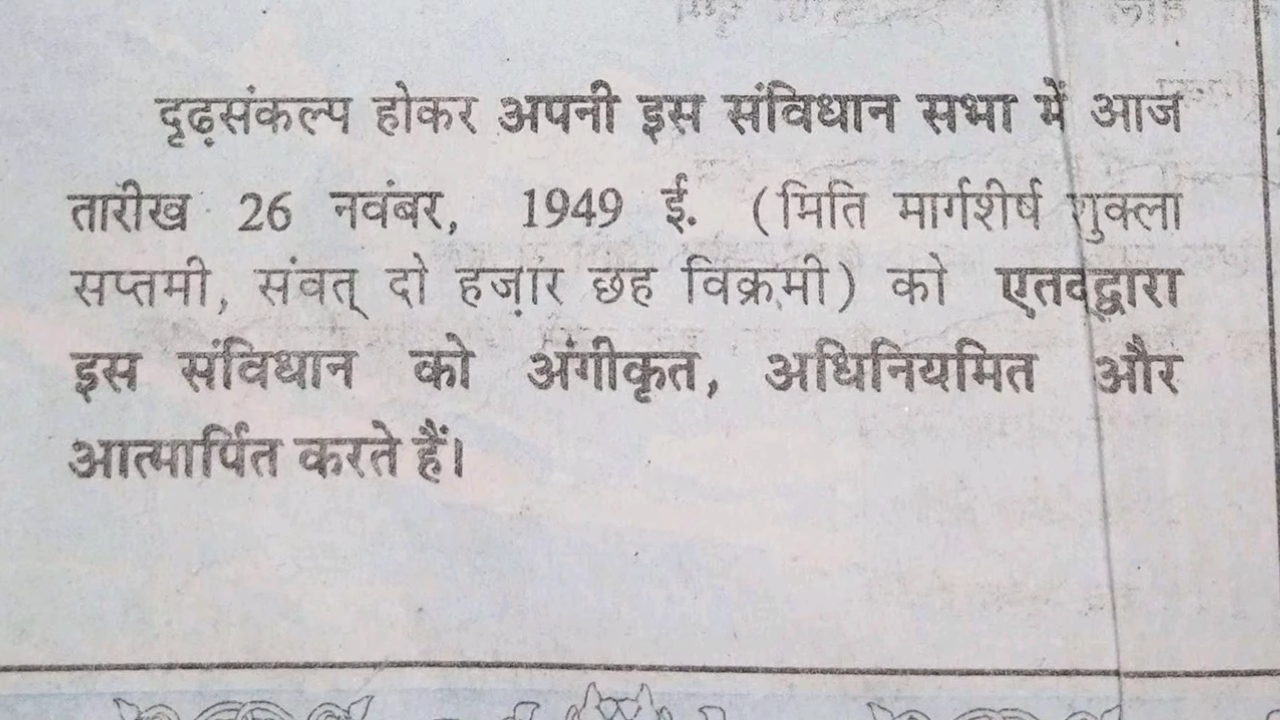 दृढ़संकल्प होकर अपनी इस संविधान सभा में आज
तारीख 26 नवंबर, 1949 ई. (मिति मार्गशीर्ष शुक्ला
सप्तमी, संवत् दो हज़ार छह विक्रमी) को एतदद्वारा
इस संविधान को अंगीकृत, अधिनियमित और
आत्मार्पित करते हैं।